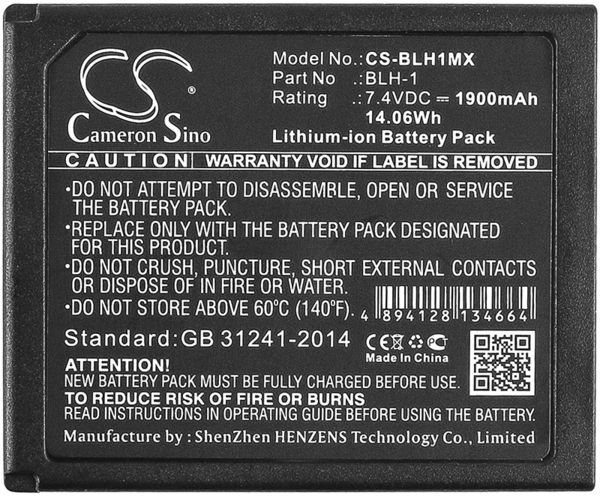 CS
Cameron Sino
Model No.: CS-BLH1MX
Part No : BLH-1
Rating : 7.4VDC ⎓ 1900mAh
14.06Wh
Lithium-ion Battery Pack
CAUTION WARRANTY VOID IF LABEL IS REMOVED
•DO NOT ATTEMPT TO DISASSEMBLE, OPEN OR SERVICE
THE BATTERY PACK.
•REPLACE ONLY WITH THE BATTERY PACK DESIGNATED
FOR THIS PRODUCT.
•DO NOT CRUSH, PUNCTURE, SHORT EXTERNAL CONTACTS
OR DISPOSE OF IN FIRE OR WATER.
•DO NOT STORE ABOVE 60°C (140°F).
4 894128 134664
Standard:GB 31241-2014
CE
Made In China
ATTENTION!
NEW BATTERY PACK MUST BE FULLY CHARGED BEFORE USE.
TO REDUCE RISK OF FIRE OR BURNS
READ INSTRUCTIONS ON OPERATING GUIDE BEFORE USING BATTERY.
Manufacture by : ShenZhen HENZENS Technology Co., Limited